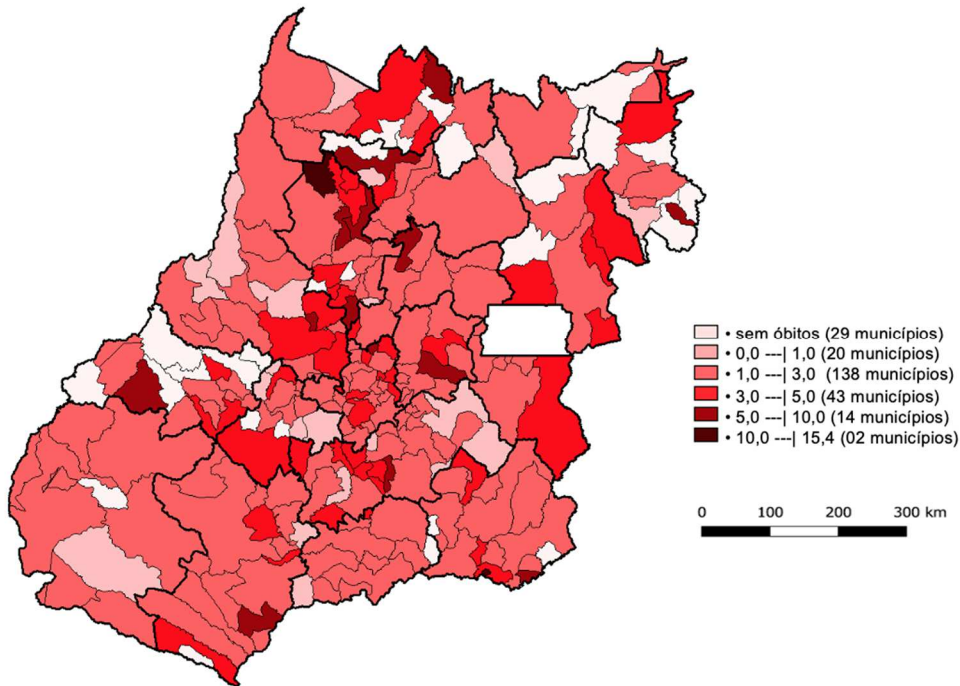 • sem óbitos (29 municípios)
• 0,0 ---| 1,0 (20 municípios)
• 1,0 ---| 3,0 (138 municípios)
• 3,0 ---| 5,0 (43 municípios)
• 5,0 ---| 10,0 (14 municípios)
• 10,0 ---| 15,4 (02 municípios)
0 100 200 300 km